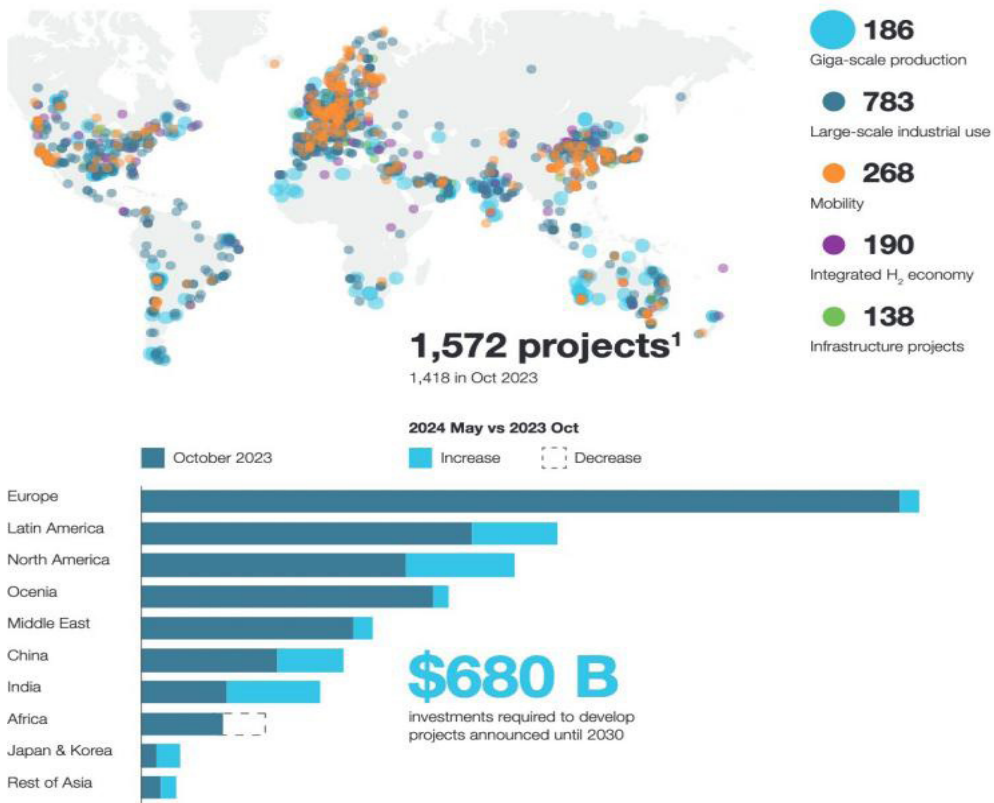 186
Giga-scale production
783
Large-scale industrial use
268
Mobility
190
Integrated H₂ economy
138
Infrastructure projects
1,572 projects¹
1,418 in Oct 2023
2024 May vs 2023 Oct
October 2023
Increase
Decrease
Europe
Latin America
North America
Ocenia
Middle East
China
India
Africa
Japan & Korea
Rest of Asia
$680 B
investments required to develop
projects announced until 2030